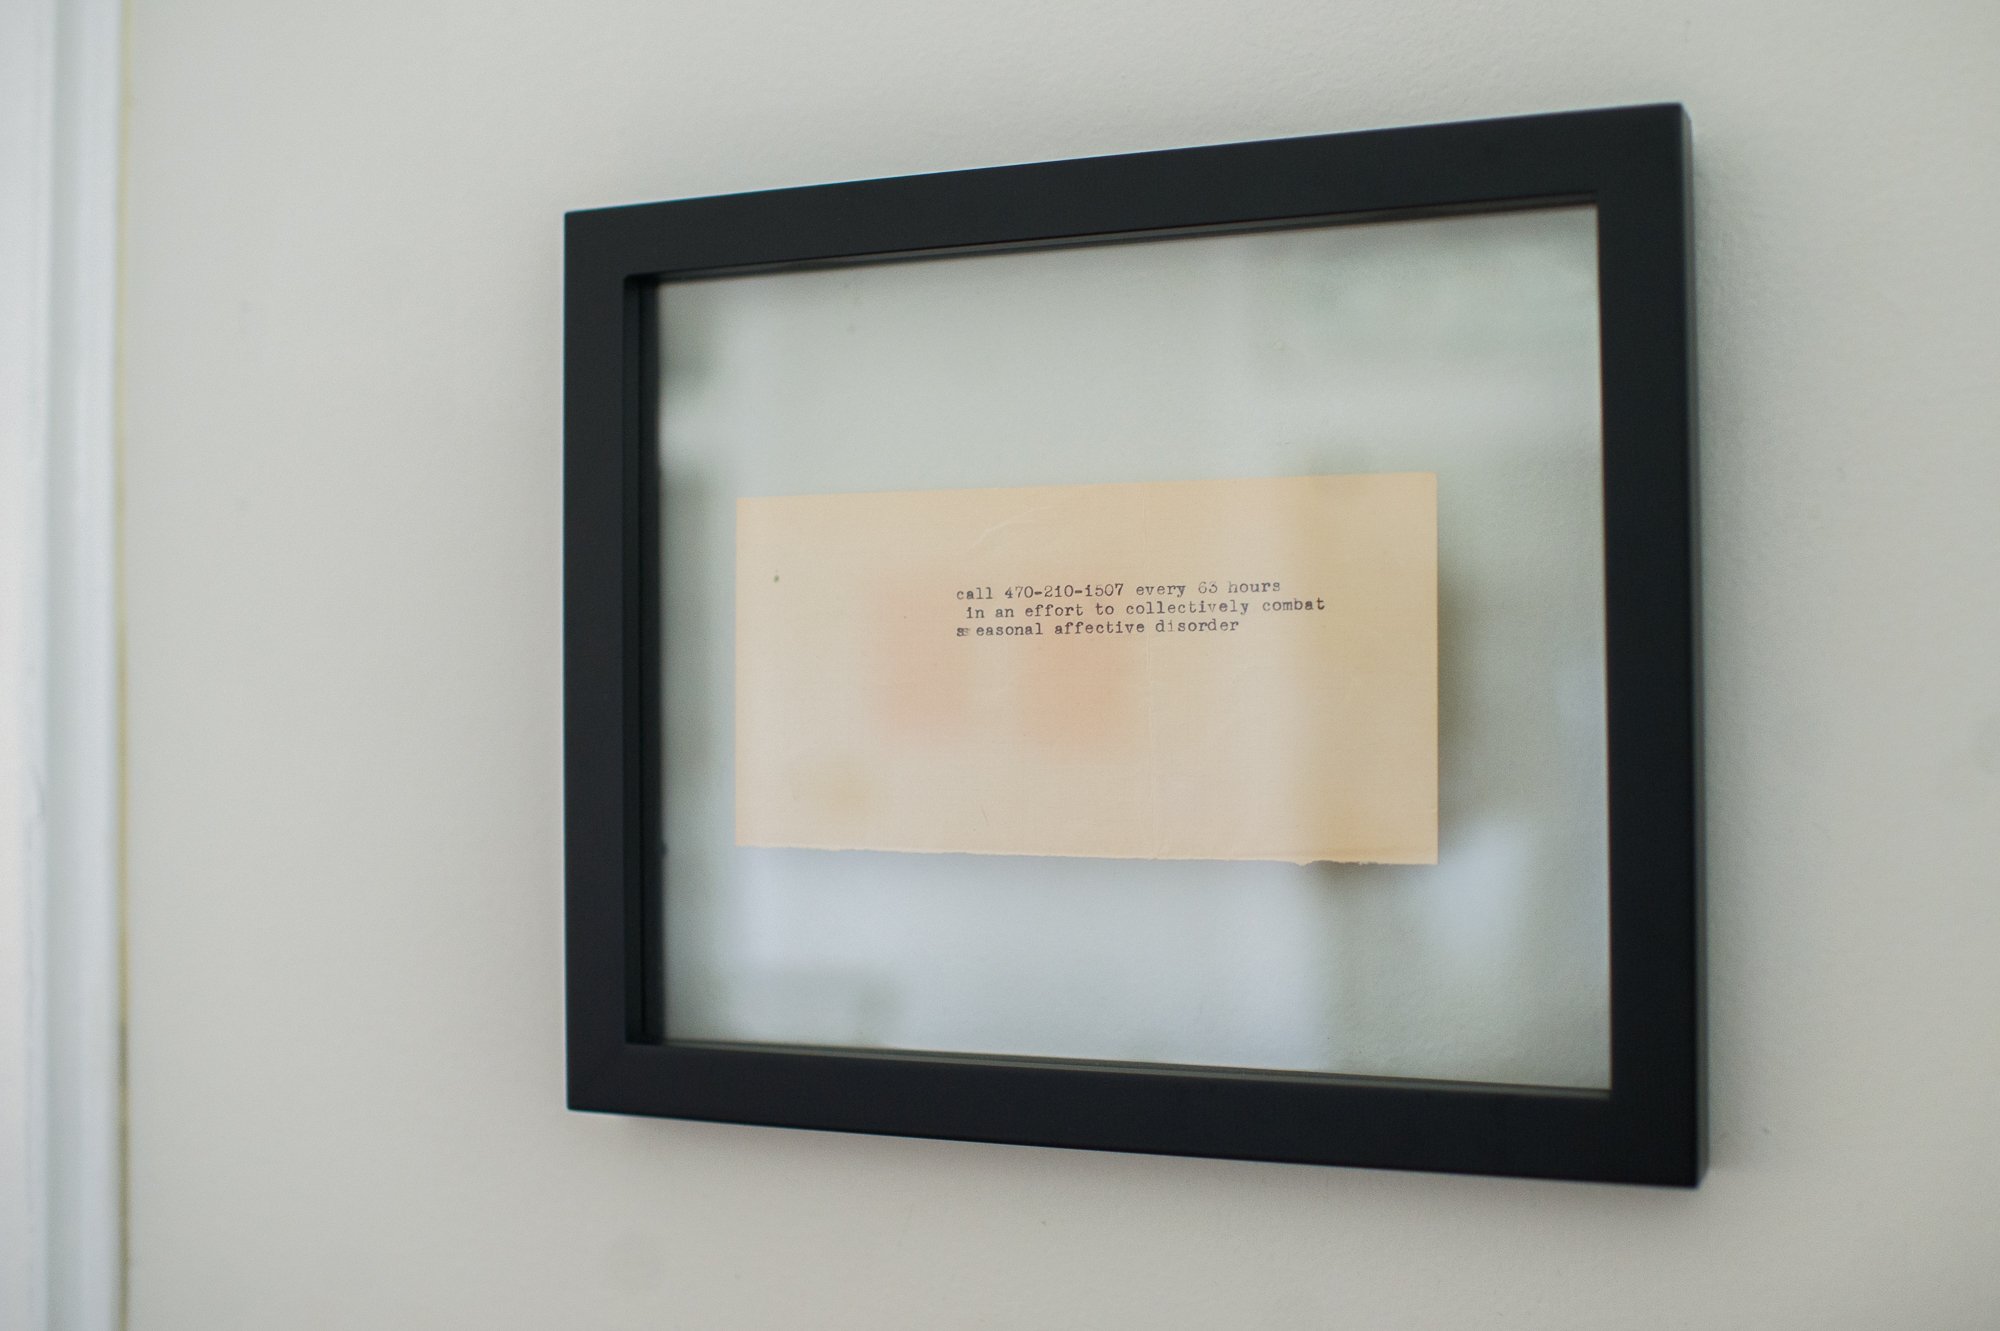 call 470-210-1507 every 63 hours
in an effort to collectively combat
seasonal affective disorder